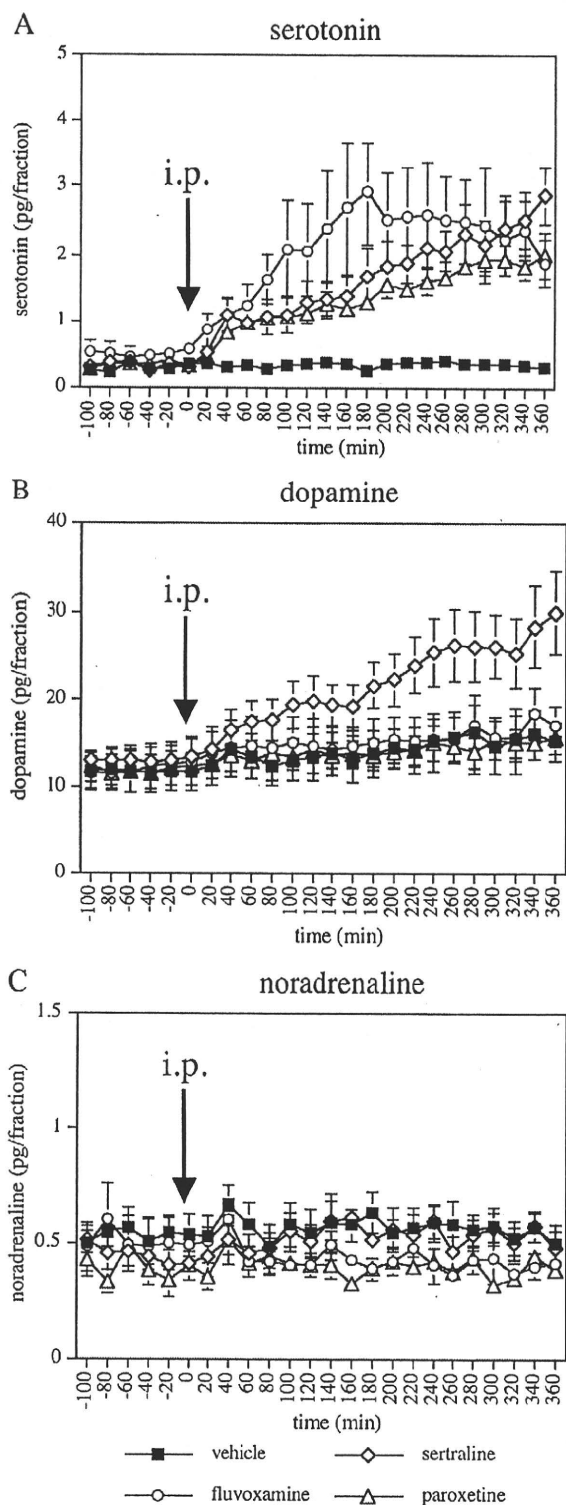 A
serotonin
5
4
3
2
1
0
serotonin (pg/fraction)
i.p.
-100 -80 -60 -40 -20 0 20 40 60 80 100 120 140 160 180 200 220 240 260 280 300 320 340 360
time (min)
B
dopamine
40
30
20
10
0
dopamine (pg/fraction)
i.p.
-100 -80 -60 -40 -20 0 20 40 60 80 100 120 140 160 180 200 220 240 260 280 300 320 340 360
time (min)
C
noradrenaline
1.5
1
0.5
0
noradrenaline (pg/fraction)
i.p.
-100 -80 -60 -40 -20 0 20 40 60 80 100 120 140 160 180 200 220 240 260 280 300 320 340 360
time (min)
vehicle sertraline
fluvoxamine paroxetine